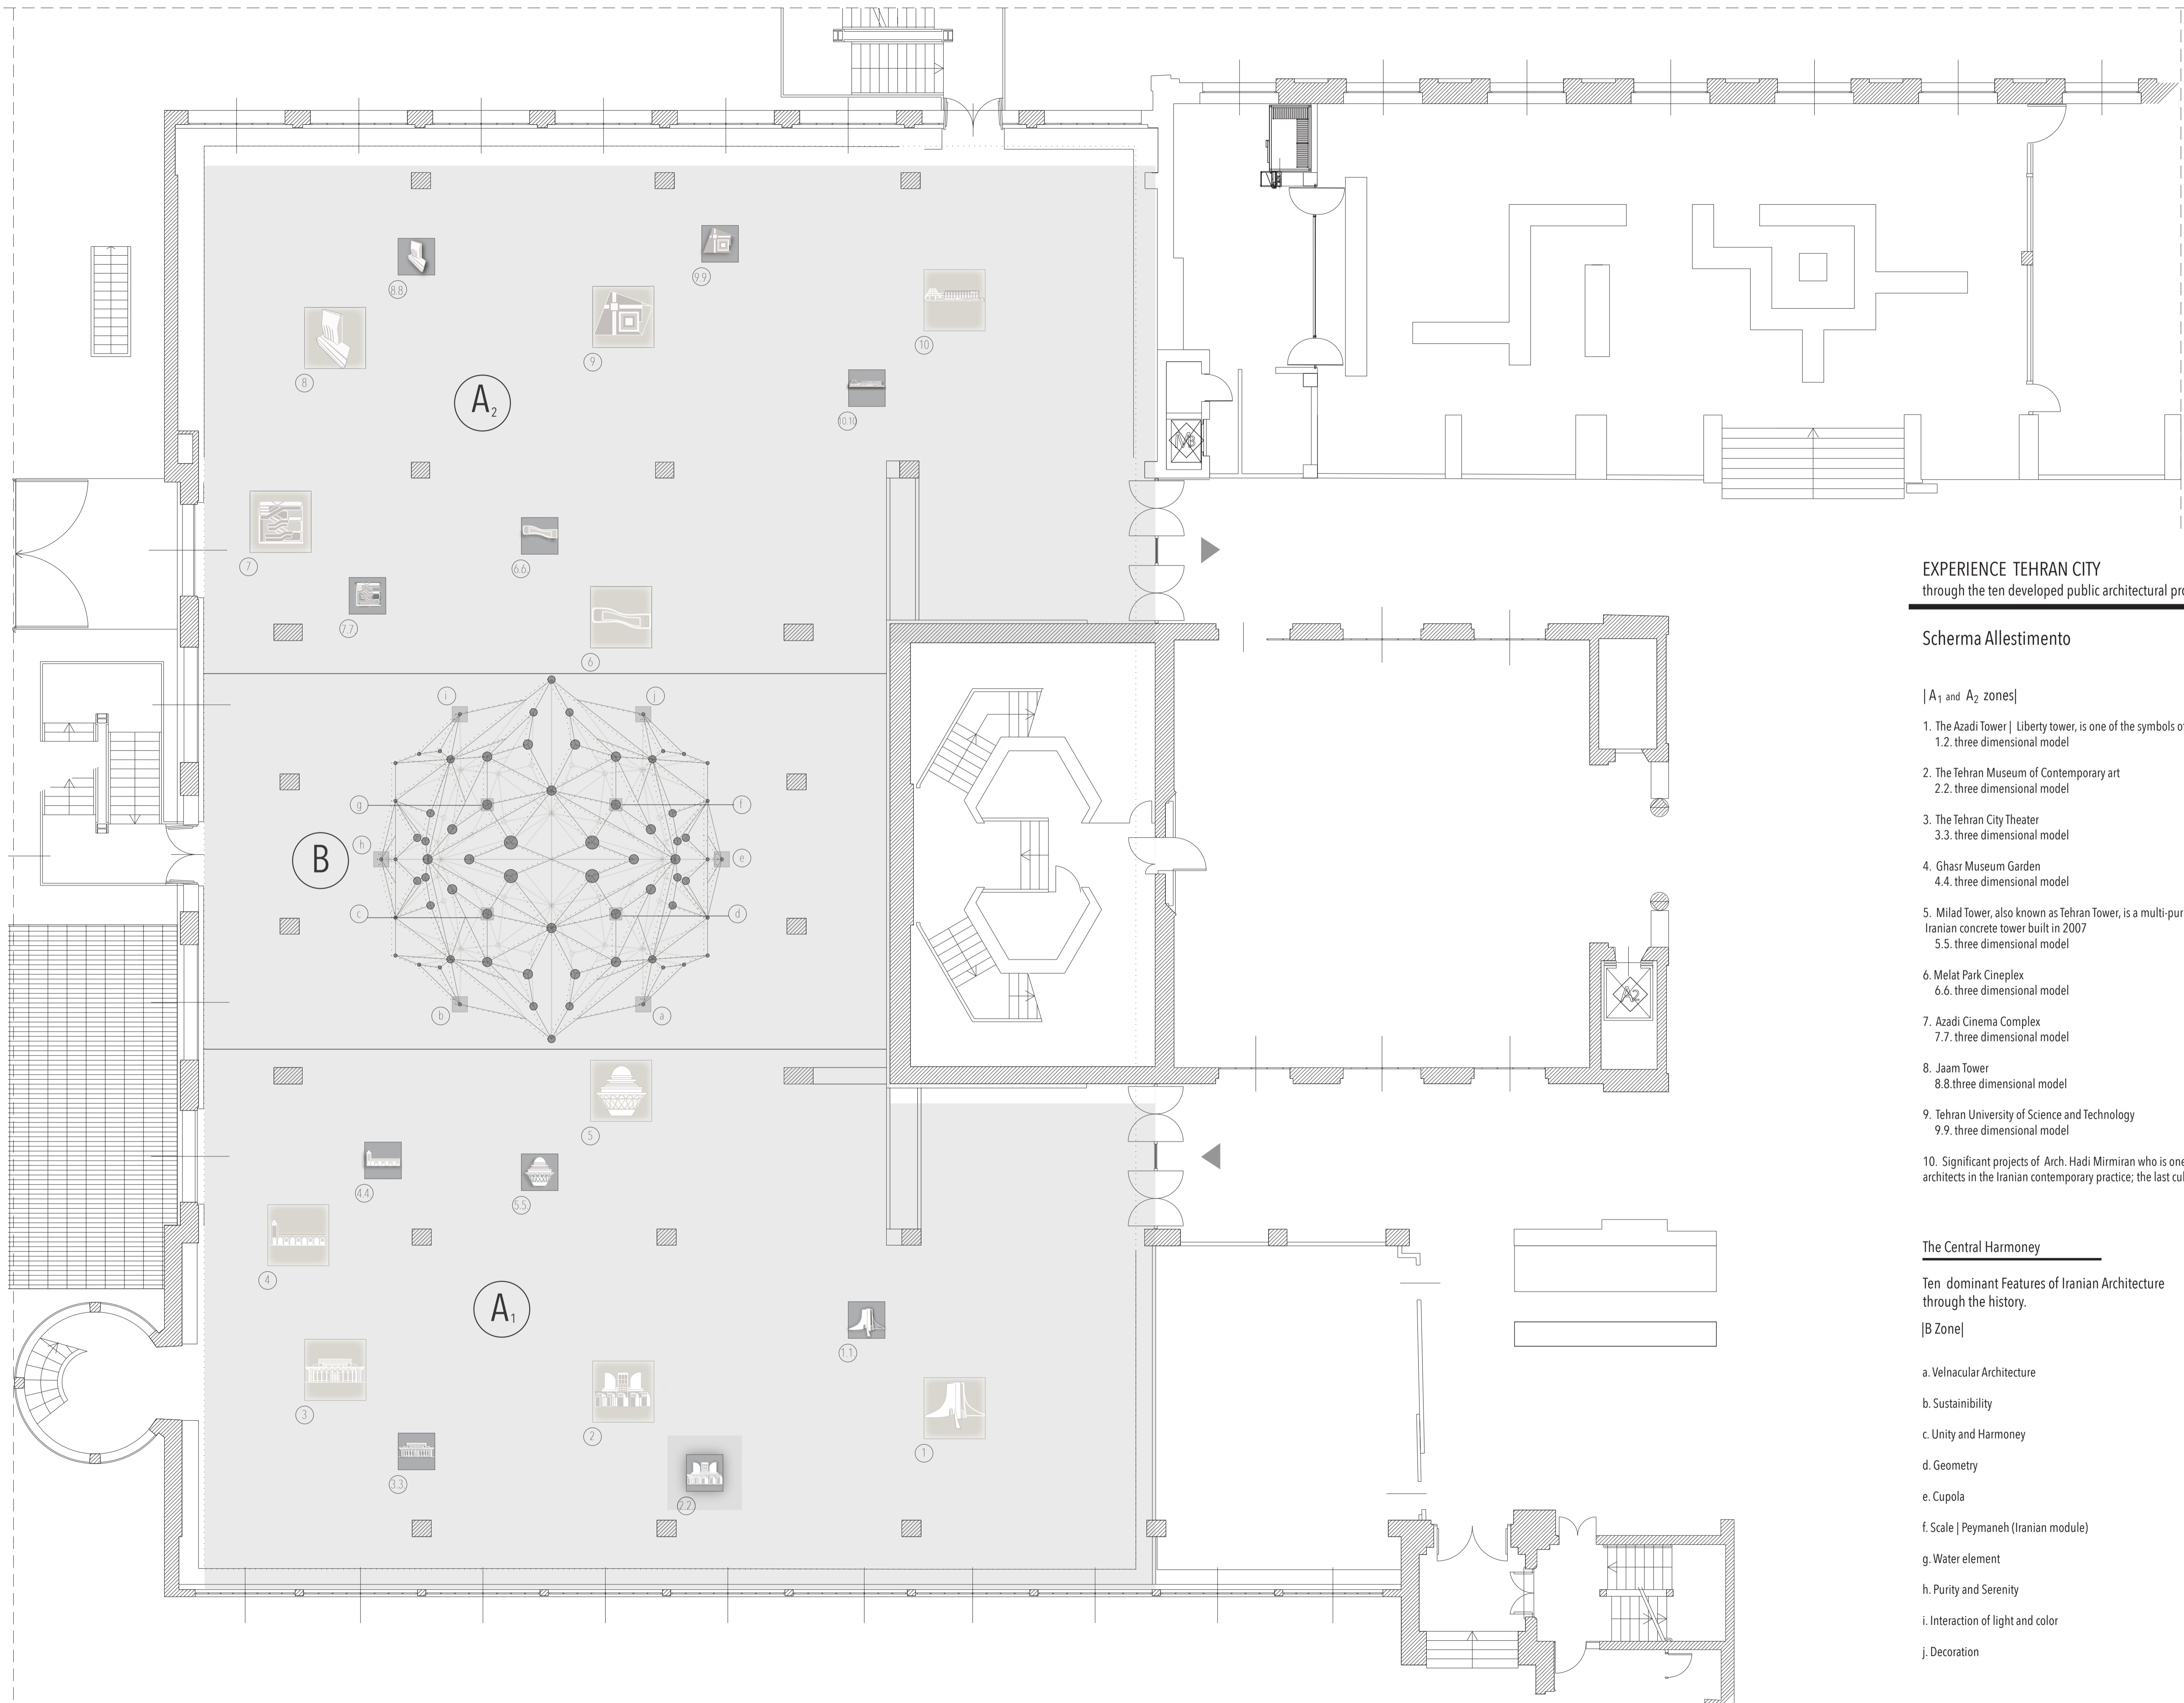 8.8.
9.9.
8
9
10
A2
10.10
M3
7
6.6.
7.7.
6
i
j
g
f
B
h
e
c
d
b
a
A2
5
4.4.
5.5.
4
A1
1.1.
3
2
1
3.3.
2.2.
EXPERIENCE TEHRAN CITY
through the ten developed public architectural
Scherma Allestimento
| A1 and A2 zones|
1. The Azadi Tower | Liberty tower, is one of the symbols
1.2. three dimensional model
2. The Tehran Museum of Contemporary art
2.2. three dimensional model
3. The Tehran City Theater
3.3. three dimensional model
4. Ghasr Museum Garden
4.4. three dimensional model
5. Milad Tower, also known as Tehran Tower, is a
Iranian concrete tower built in 2007
5.5. three dimensional model
6. Melat Park Cineplex
6.6. three dimensional model
7. Azadi Cinema Complex
7.7. three dimensional model
8. Jaam Tower
8.8.three dimensional model
9. Tehran University of Science and Technology
9.9. three dimensional model
10. Significant projects of Arch. Hadi Mirmiran who is one
architects in the Iranian contemporary practice; the last
The Central Harmoney
Ten dominant Features of Iranian Architecture
through the history.
|B Zone|
a. Velnacular Architecture
b. Sustainibility
c. Unity and Harmoney
d. Geometry
e. Cupola
f. Scale | Peymaneh (Iranian module)
g. Water element
h. Purity and Serenity
i. Interaction of light and color
j. Decoration